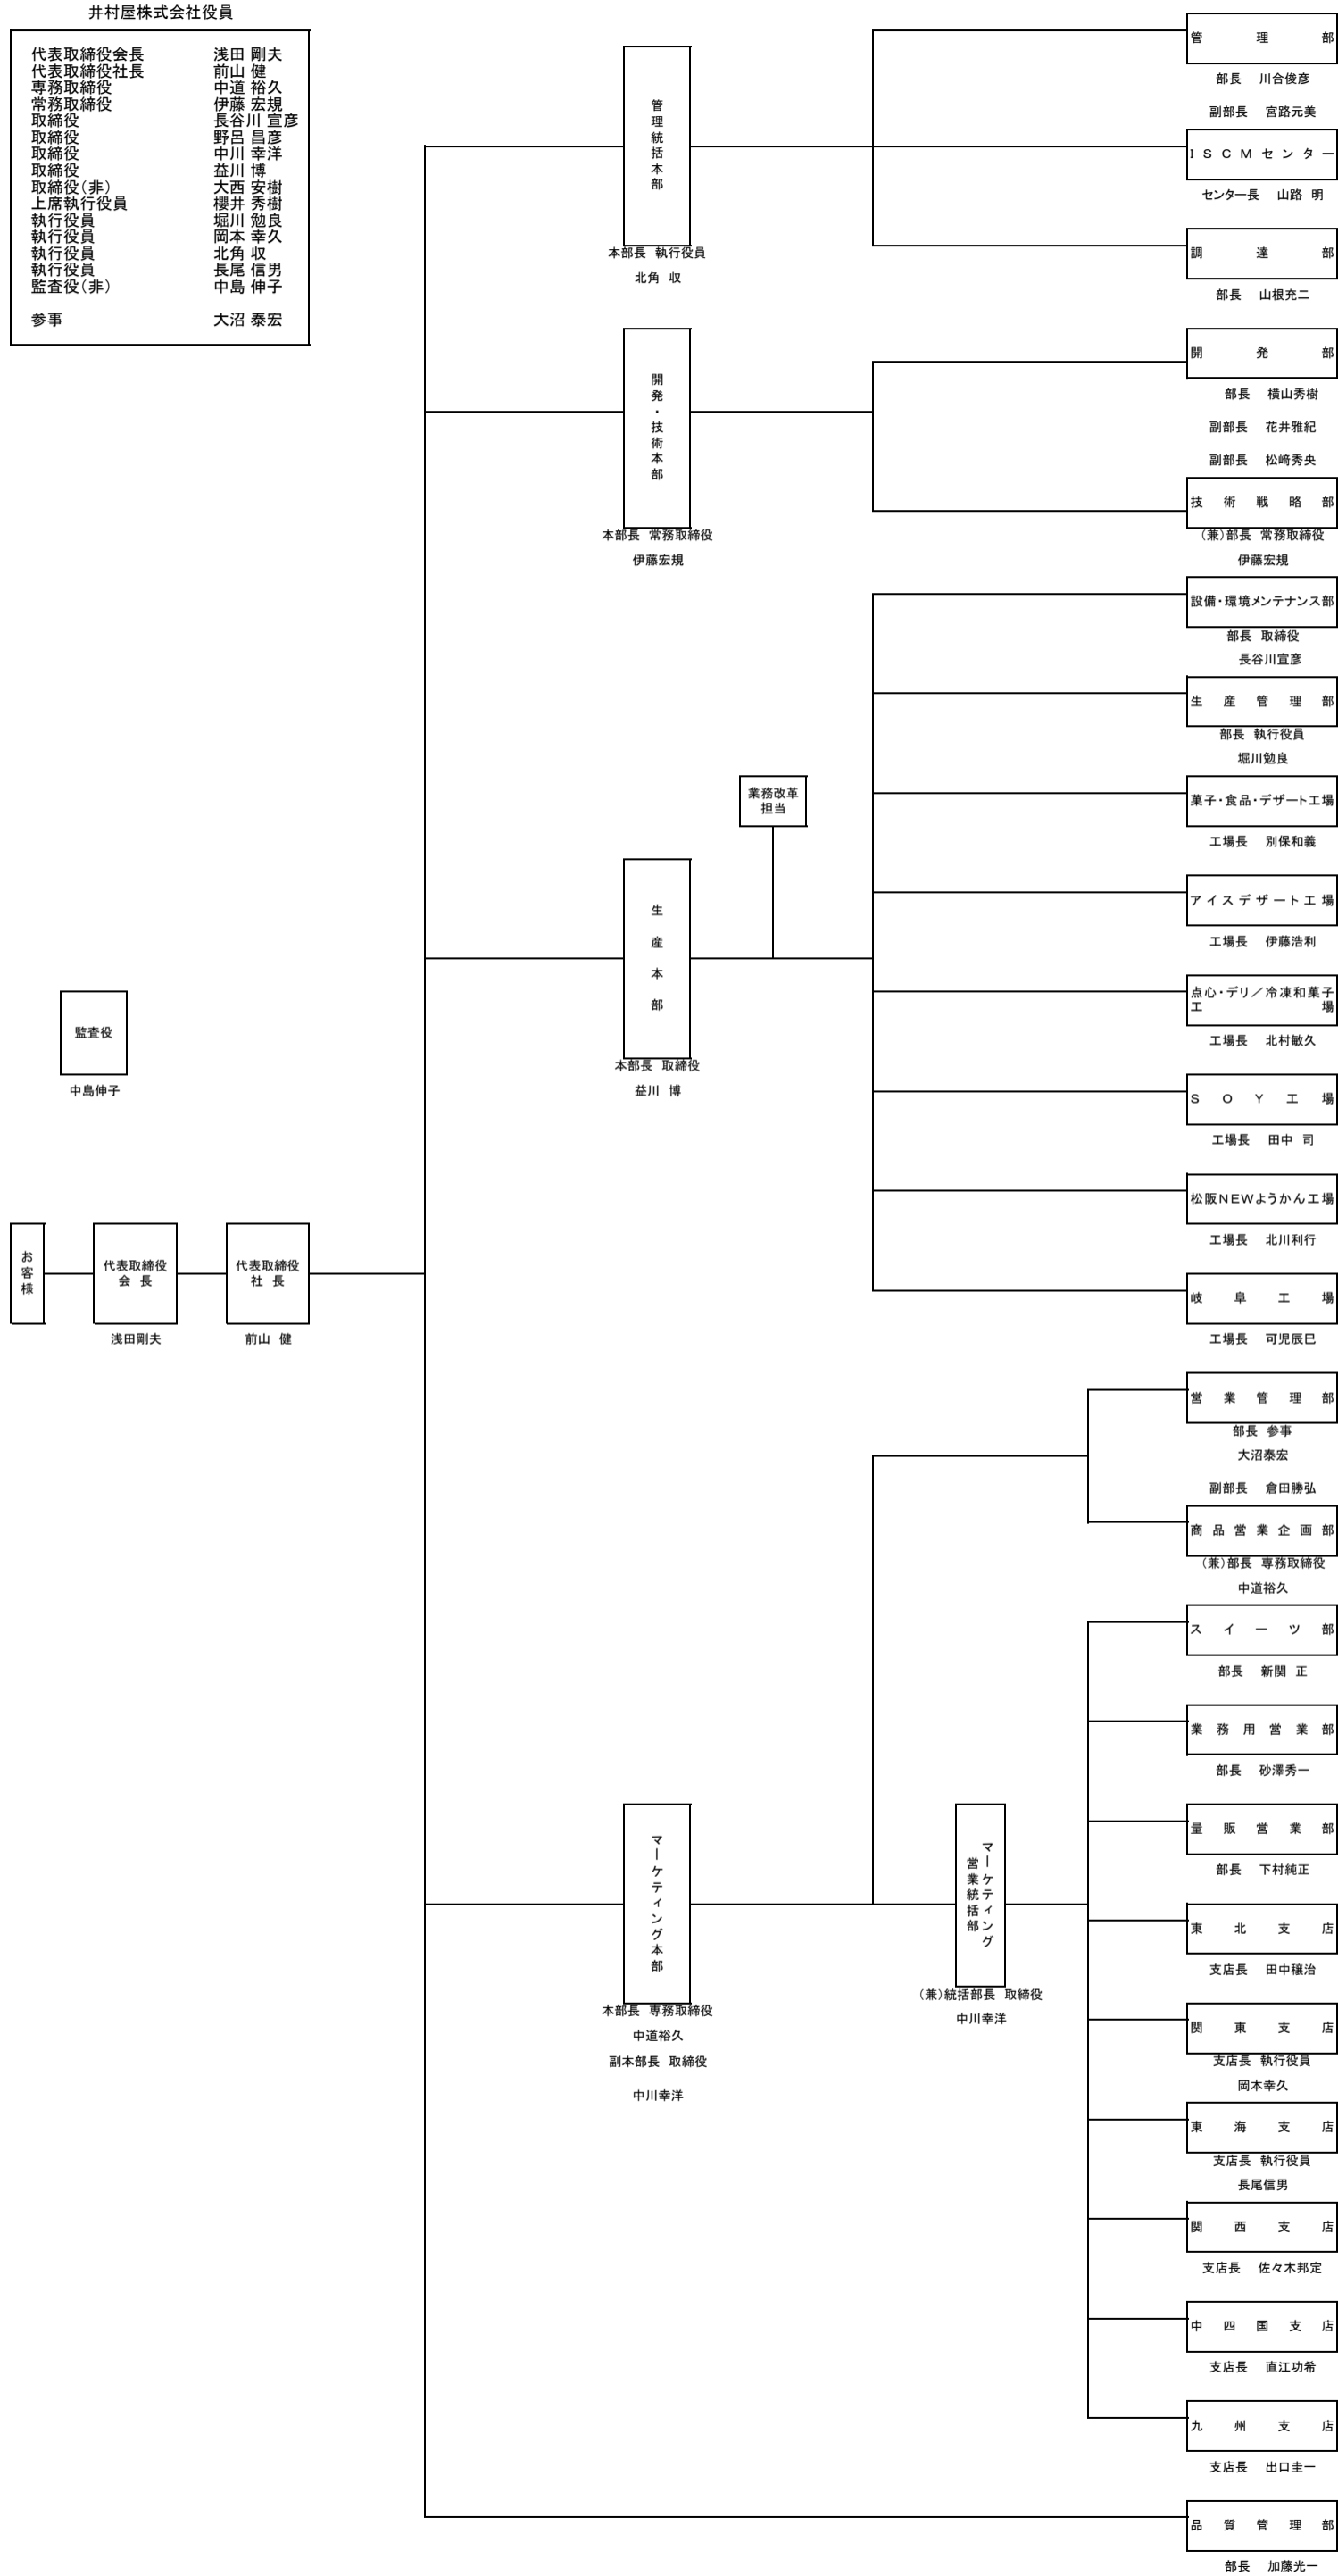 井村屋株式会社役員
代表取締役会長 浅田 剛夫
代表取締役社長 前山 健
専務取締役 中道 裕久
常務取締役 伊藤 宏規
取締役 長谷川 宣彦
取締役 野呂 昌彦
取締役 中川 幸洋
取締役 益川 博
取締役(非) 大西 安樹
上席執行役員 櫻井 秀樹
執行役員 堀川 勉良
執行役員 岡本 幸久
執行役員 北角 収
執行役員 長尾 信男
監査役(非) 中島 伸子
参事 大沼 泰宏
監査役
中島伸子
お客様
代表取締役
会 長
浅田剛夫
代表取締役
社 長
前山 健
管理統括本部
本部長 執行役員
北角 収
管理部
部長 川合俊彦
副部長 宮路元美
ISCMセンター
センター長 山路 明
調達部
部長 山根充二
開発・技術本部
本部長 常務取締役
伊藤宏規
開発部
部長 横山秀樹
副部長 花井雅紀
副部長 松﨑秀央
技術戦略部
(兼)部長 常務取締役
伊藤宏規
生産本部
本部長 取締役
益川 博
業務改革
担当
設備・環境メンテナンス部
部長 取締役
長谷川宣彦
生産管理部
部長 執行役員
堀川勉良
菓子・食品・デザート工場
工場長 別保和義
アイスデザート工場
工場長 伊藤浩利
点心・デリ/冷凍和菓子
工場
工場長 北村敏久
SOY工場
工場長 田中 司
松阪NEWようかん工場
工場長 北川利行
岐阜工場
工場長 可児辰巳
マーケティング本部
本部長 専務取締役
中道裕久
副本部長 取締役
中川幸洋
営業管理部
部長 参事
大沼泰宏
副部長 倉田勝弘
商品営業企画部
(兼)部長 専務取締役
中道裕久
マーケティング
営業統括部
(兼)統括部長 取締役
中川幸洋
スイーツ部
部長 新関 正
業務用営業部
部長 砂澤秀一
量販営業部
部長 下村純正
東北支店
支店長 田中穣治
関東支店
支店長 執行役員
岡本幸久
東海支店
支店長 執行役員
長尾信男
関西支店
支店長 佐々木邦定
中四国支店
支店長 直江功希
九州支店
支店長 出口圭一
品質管理部
部長 加藤光一